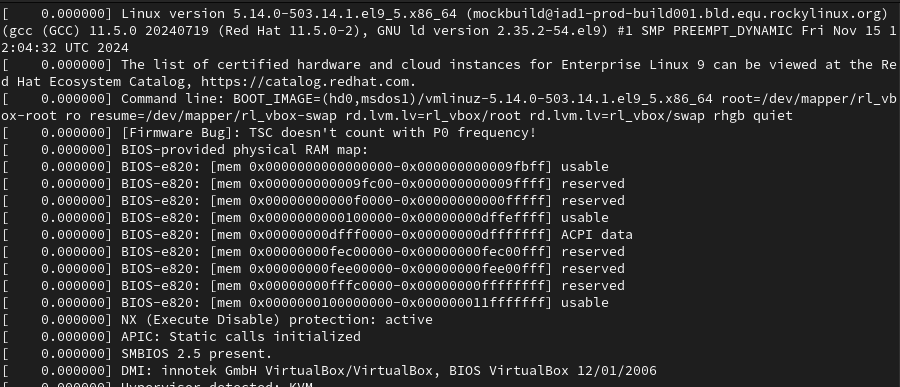 [    0.000000] Linux version 5.14.0-503.14.1.el9_5.x86_64 (mockbuild@iad1-prod-build001.bld.equ.rockylinux.org)
(gcc (GCC) 11.5.0 20240719 (Red Hat 11.5.0-2), GNU ld version 2.35.2-54.el9) #1 SMP PREEMPT_DYNAMIC Fri Nov 15 1
2:04:32 UTC 2024
[    0.000000] The list of certified hardware and cloud instances for Enterprise Linux 9 can be viewed at the Re
d Hat Ecosystem Catalog, https://catalog.redhat.com.
[    0.000000] Command line: BOOT_IMAGE=(hd0,msdos1)/vmlinuz-5.14.0-503.14.1.el9_5.x86_64 root=/dev/mapper/rl_vb
ox-root ro resume=/dev/mapper/rl_vbox-swap rd.lvm.lv=rl_vbox/root rd.lvm.lv=rl_vbox/swap rhgb quiet
[    0.000000] [Firmware Bug]: TSC doesn't count with P0 frequency!
[    0.000000] BIOS-provided physical RAM map:
[    0.000000] BIOS-e820: [mem 0x0000000000000000-0x000000000009fbff] usable
[    0.000000] BIOS-e820: [mem 0x000000000009fc00-0x000000000009ffff] reserved
[    0.000000] BIOS-e820: [mem 0x00000000000f0000-0x00000000000fffff] reserved
[    0.000000] BIOS-e820: [mem 0x0000000000100000-0x00000000dffeffff] usable
[    0.000000] BIOS-e820: [mem 0x00000000dfff0000-0x00000000dfffffff] ACPI data
[    0.000000] BIOS-e820: [mem 0x00000000fec00000-0x00000000fec00fff] reserved
[    0.000000] BIOS-e820: [mem 0x00000000fee00000-0x00000000fee00fff] reserved
[    0.000000] BIOS-e820: [mem 0x00000000fffc0000-0x00000000ffffffff] reserved
[    0.000000] BIOS-e820: [mem 0x0000000100000000-0x000000011fffffff] usable
[    0.000000] NX (Execute Disable) protection: active
[    0.000000] APIC: Static calls initialized
[    0.000000] SMBIOS 2.5 present.
[    0.000000] DMI: innotek GmbH VirtualBox/VirtualBox, BIOS VirtualBox 12/01/2006
[    0.000000] Hypervisor detected: KVM